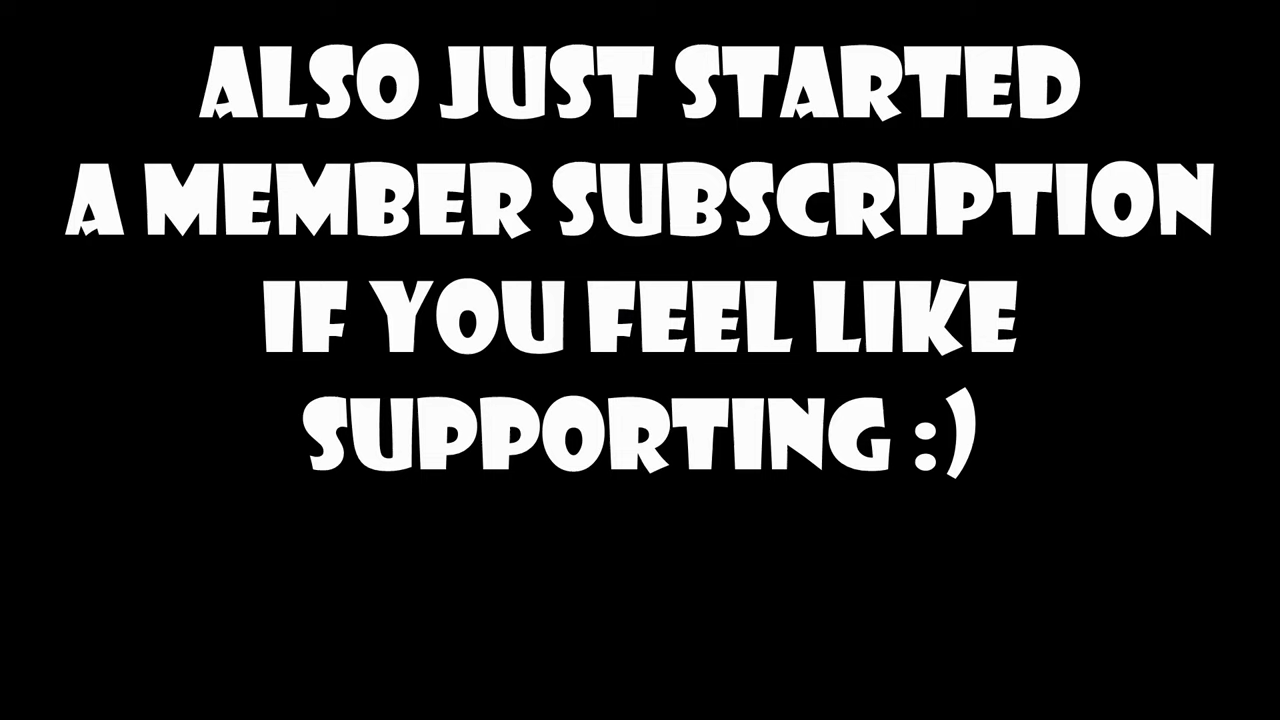 ALSO JUST STARTED
A MEMBER SUBSCRIPTION
IF YOU FEEL LIKE
SUPPORTING :)